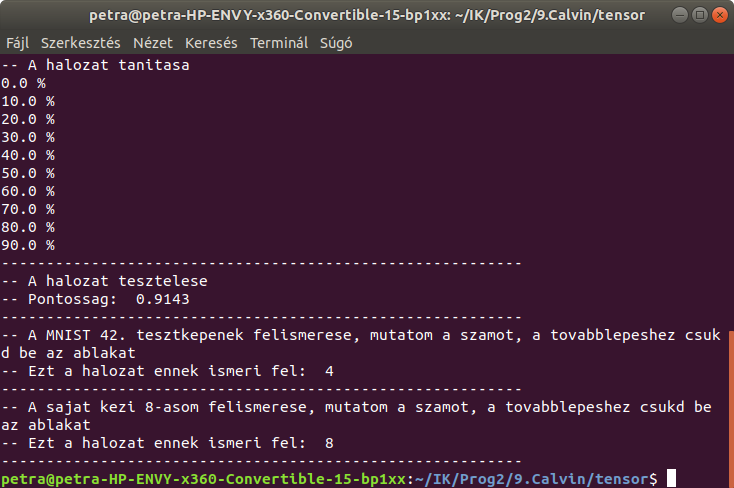 petra@petra-HP-ENVY-x360-Convertible-15-bp1xx: ~/IK/Prog2/9.Calvin/tensor
Fájl Szerkesztés Nézet Keresés Terminál Súgó
-- A halozat tanitasa
0.0 %
10.0 %
20.0 %
30.0 %
40.0 %
50.0 %
60.0 %
70.0 %
80.0 %
90.0 %
----------------------------------------------------------
-- A halozat tesztelese
-- Pontossag:  0.9143
----------------------------------------------------------
-- A MNIST 42. tesztkepenek felismerese, mutatom a szamot, a tovabblepeshez csuk
d be az ablakat
-- Ezt a halozat ennek ismeri fel:  4
----------------------------------------------------------
-- A sajat kezi 8-asom felismerese, mutatom a szamot, a tovabblepeshez csukd be
az ablakat
-- Ezt a halozat ennek ismeri fel:  8
----------------------------------------------------------
petra@petra-HP-ENVY-x360-Convertible-15-bp1xx:~/IK/Prog2/9.Calvin/tensor$